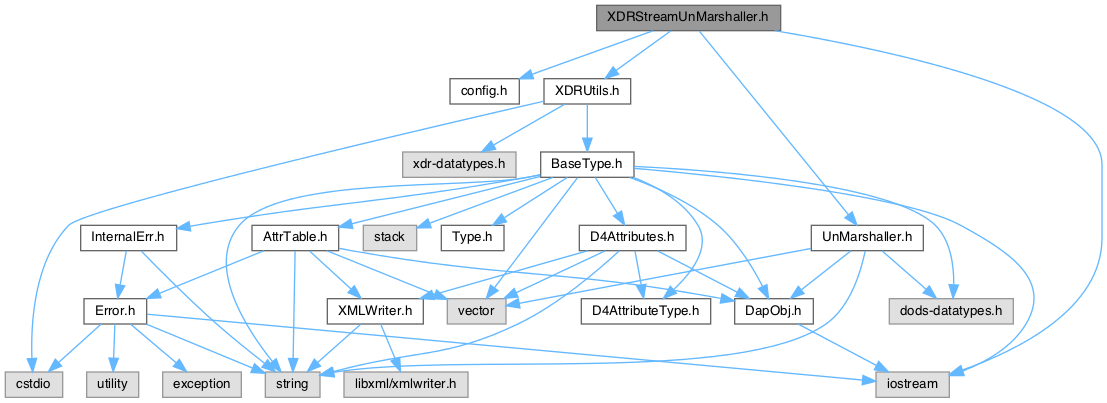 XDRStreamUnMarshaller.h
config.h
XDRUtils.h
xdr-datatypes.h
BaseType.h
InternalErr.h
AttrTable.h
stack
Type.h
D4Attributes.h
UnMarshaller.h
Error.h
XMLWriter.h
vector
D4AttributeType.h
DapObj.h
dods-datatypes.h
cstdio
utility
exception
string
libxml/xmlwriter.h
iostream